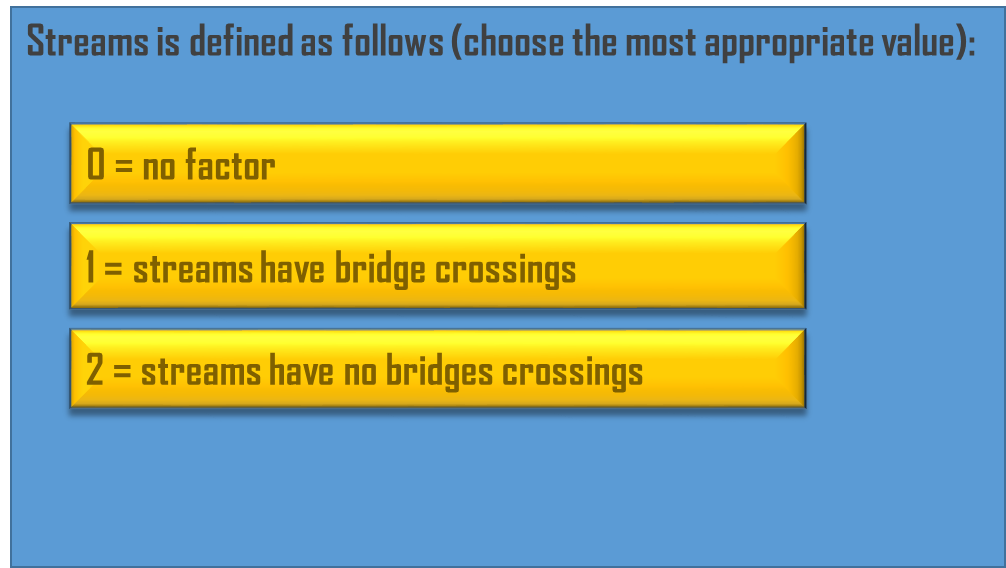 Streams is defined as follows (choose the most appropriate value):
0 = no factor
1 = streams have bridge crossings
2 = streams have no bridges crossings